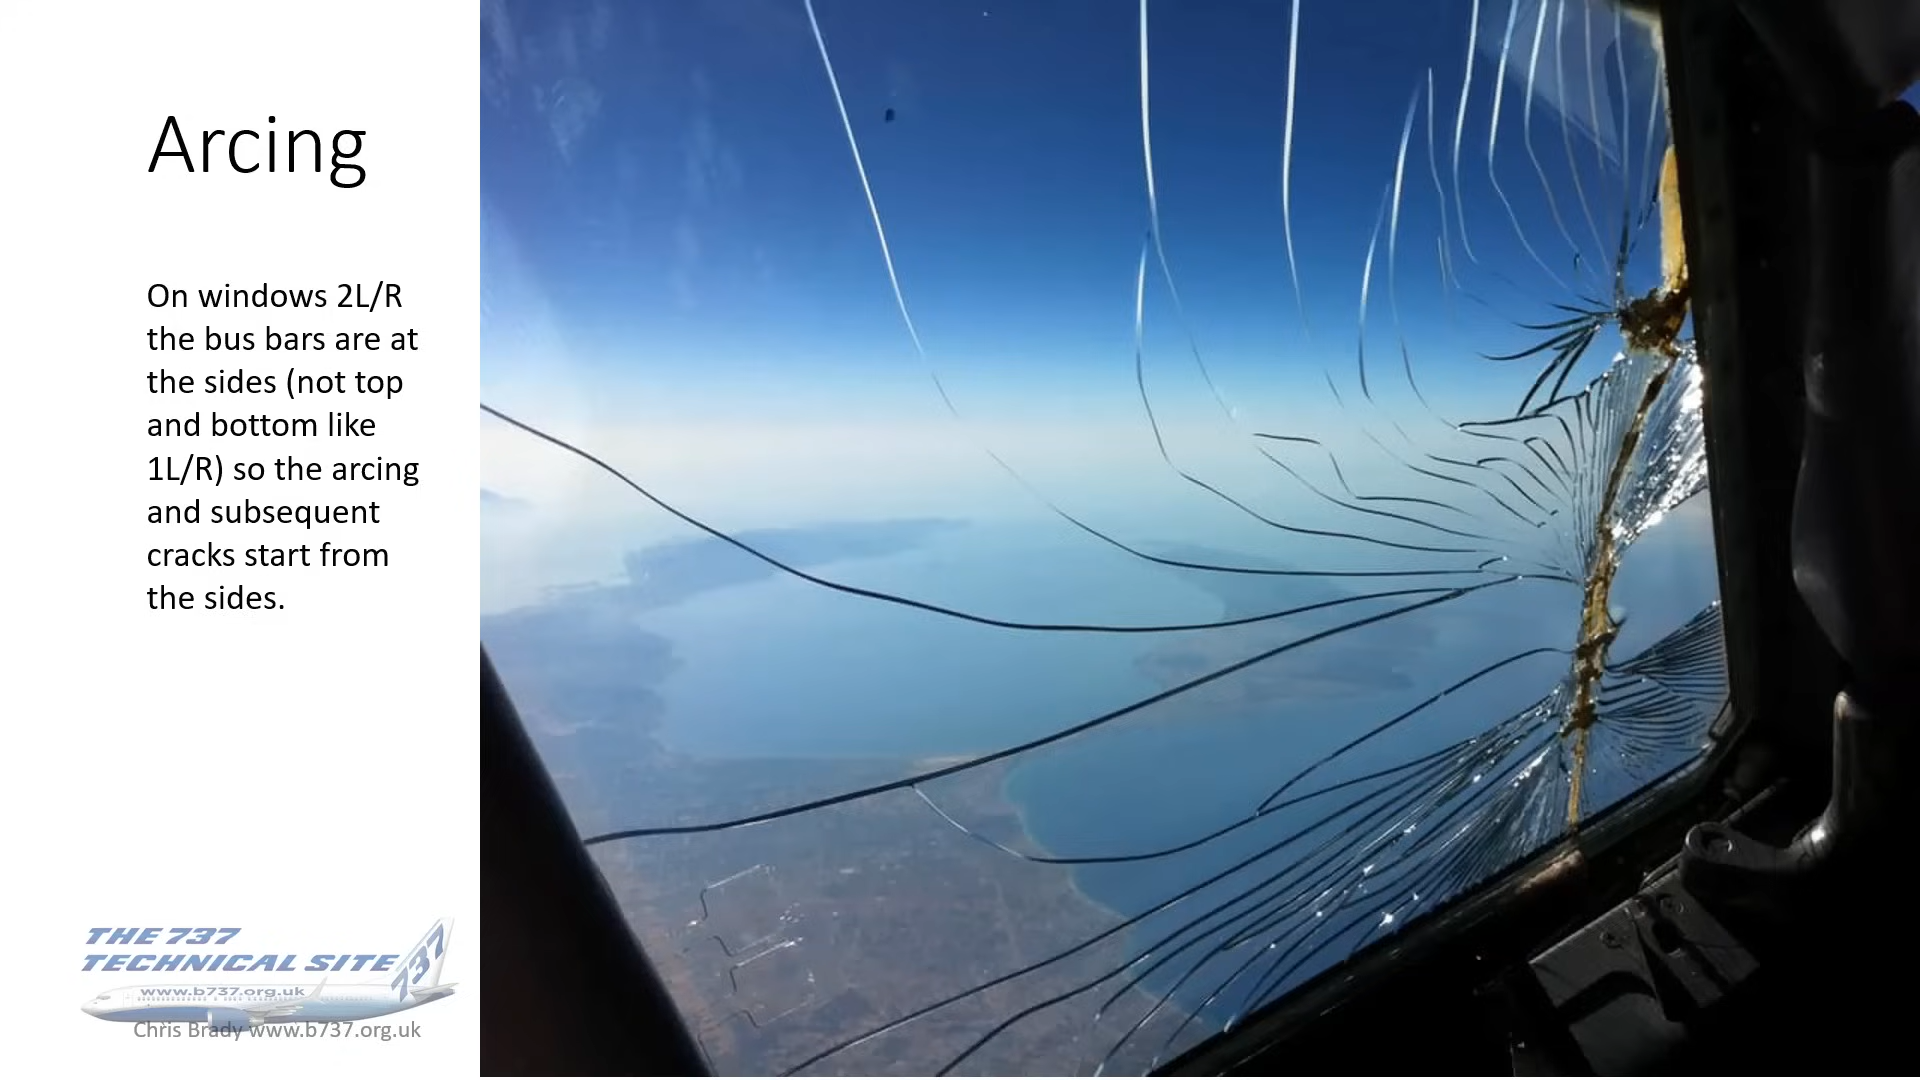 Arcing
On windows 2L/R
the bus bars are at
the sides (not top
and bottom like
1L/R) so the arcing
and subsequent
cracks start from
the sides.
THE 737
TECHNICAL SITE
737
www.b737.org.uk
Chris Brady www.b737.org.uk